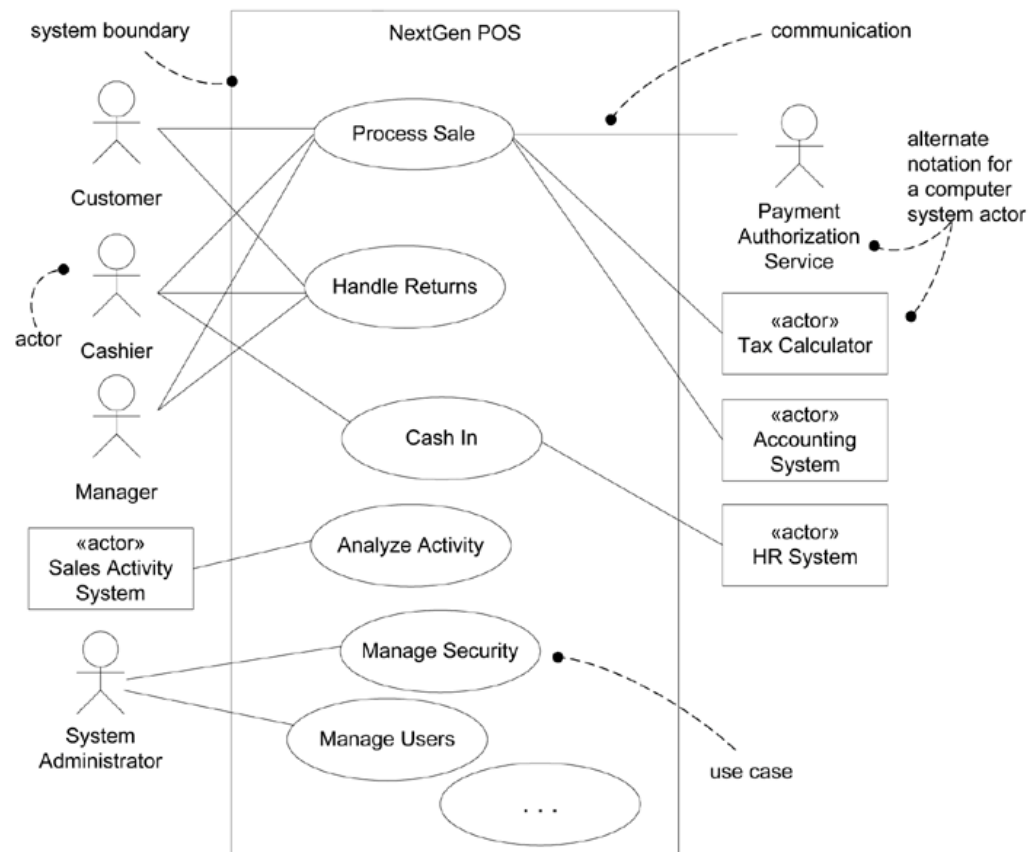 system boundary
NextGen POS
communication
Process Sale
Customer
alternate
notation for
a computer
system actor
Payment
Authorization
Service
Handle Returns
actor
Cashier
«actor»
Tax Calculator
Cash In
«actor»
Accounting
System
Manager
«actor»
Sales Activity
System
Analyze Activity
«actor»
HR System
Manage Security
System
Administrator
Manage Users
use case
. . .